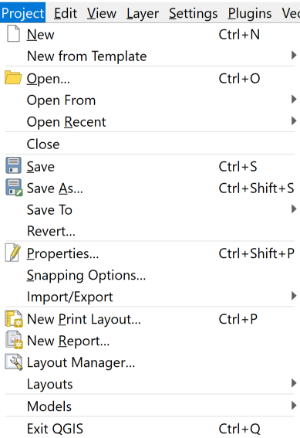 Project Edit View Layer Settings Plugins
New Ctrl+N
New from Template
Open... Ctrl+O
Open From
Open Recent
Close
Save Ctrl+S
Save As... Ctrl+Shift+S
Save To
Revert...
Properties... Ctrl+Shift+P
Snapping Options...
Import/Export
New Print Layout... Ctrl+P
New Report...
Layout Manager...
Layouts
Models
Exit QGIS Ctrl+Q